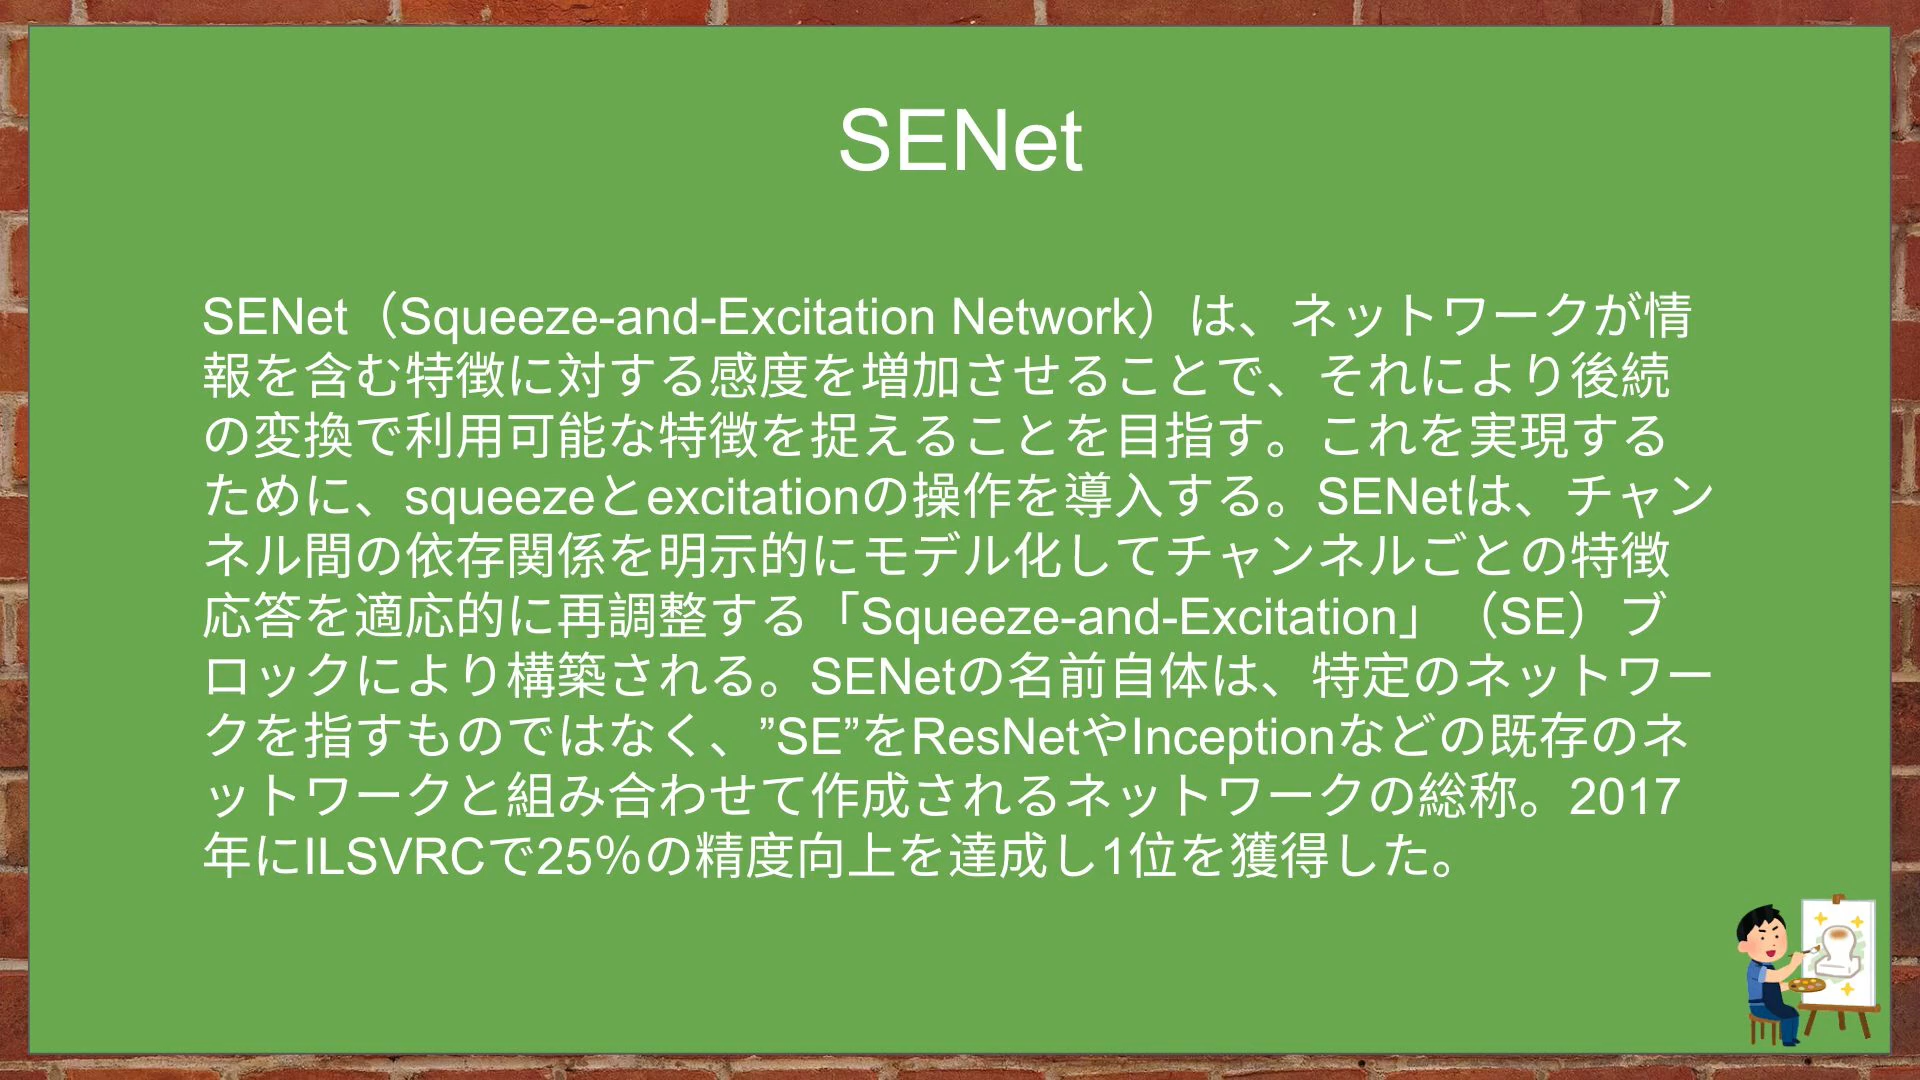 SENet
SENet（Squeeze-and-Excitation Network）は、ネットワークが情
報を含む特徴に対する感度を増加させることで、それにより後続
の変換で利用可能な特徴を捉えることを目指す。これを実現する
ために、squeezeとexcitationの操作を導入する。SENetは、チャン
ネル間の依存関係を明示的にモデル化してチャンネルごとの特徴
応答を適応的に再調整する「Squeeze-and-Excitation」（SE）ブ
ロックにより構築される。SENetの名前自体は、特定のネットワー
クを指すものではなく、”SE”をResNetやInceptionなどの既存のネ
ットワークと組み合わせて作成されるネットワークの総称。2017
年にILSVRCで25％の精度向上を達成し1位を獲得した。